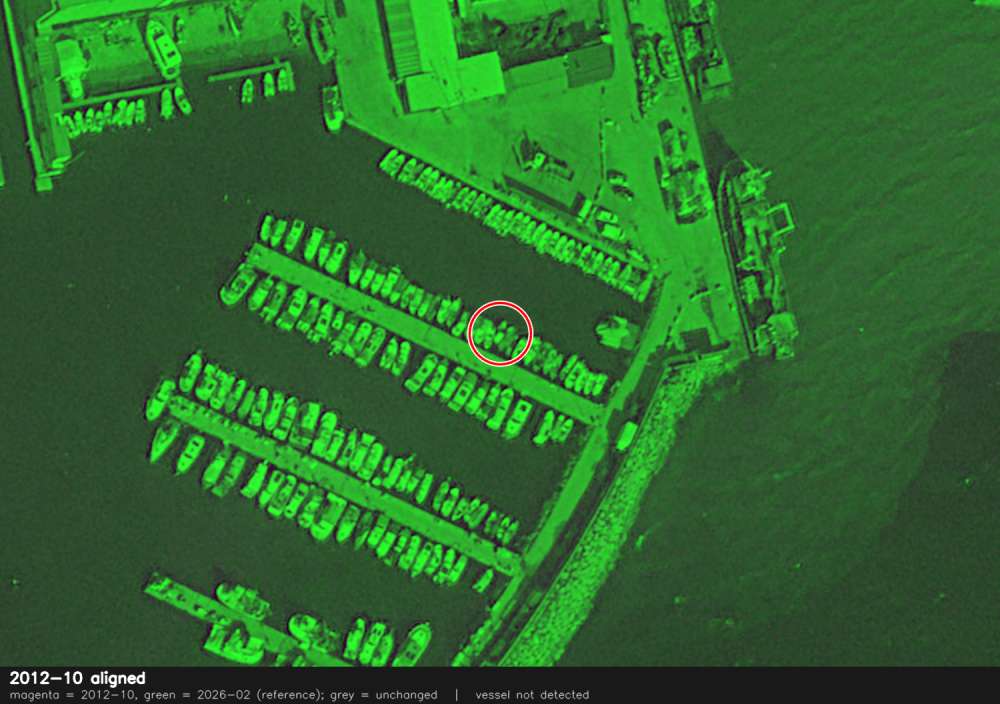 2012-10 aligned
magenta = 2012-10, green = 2026-02 (reference); grey = unchanged | vessel not detected